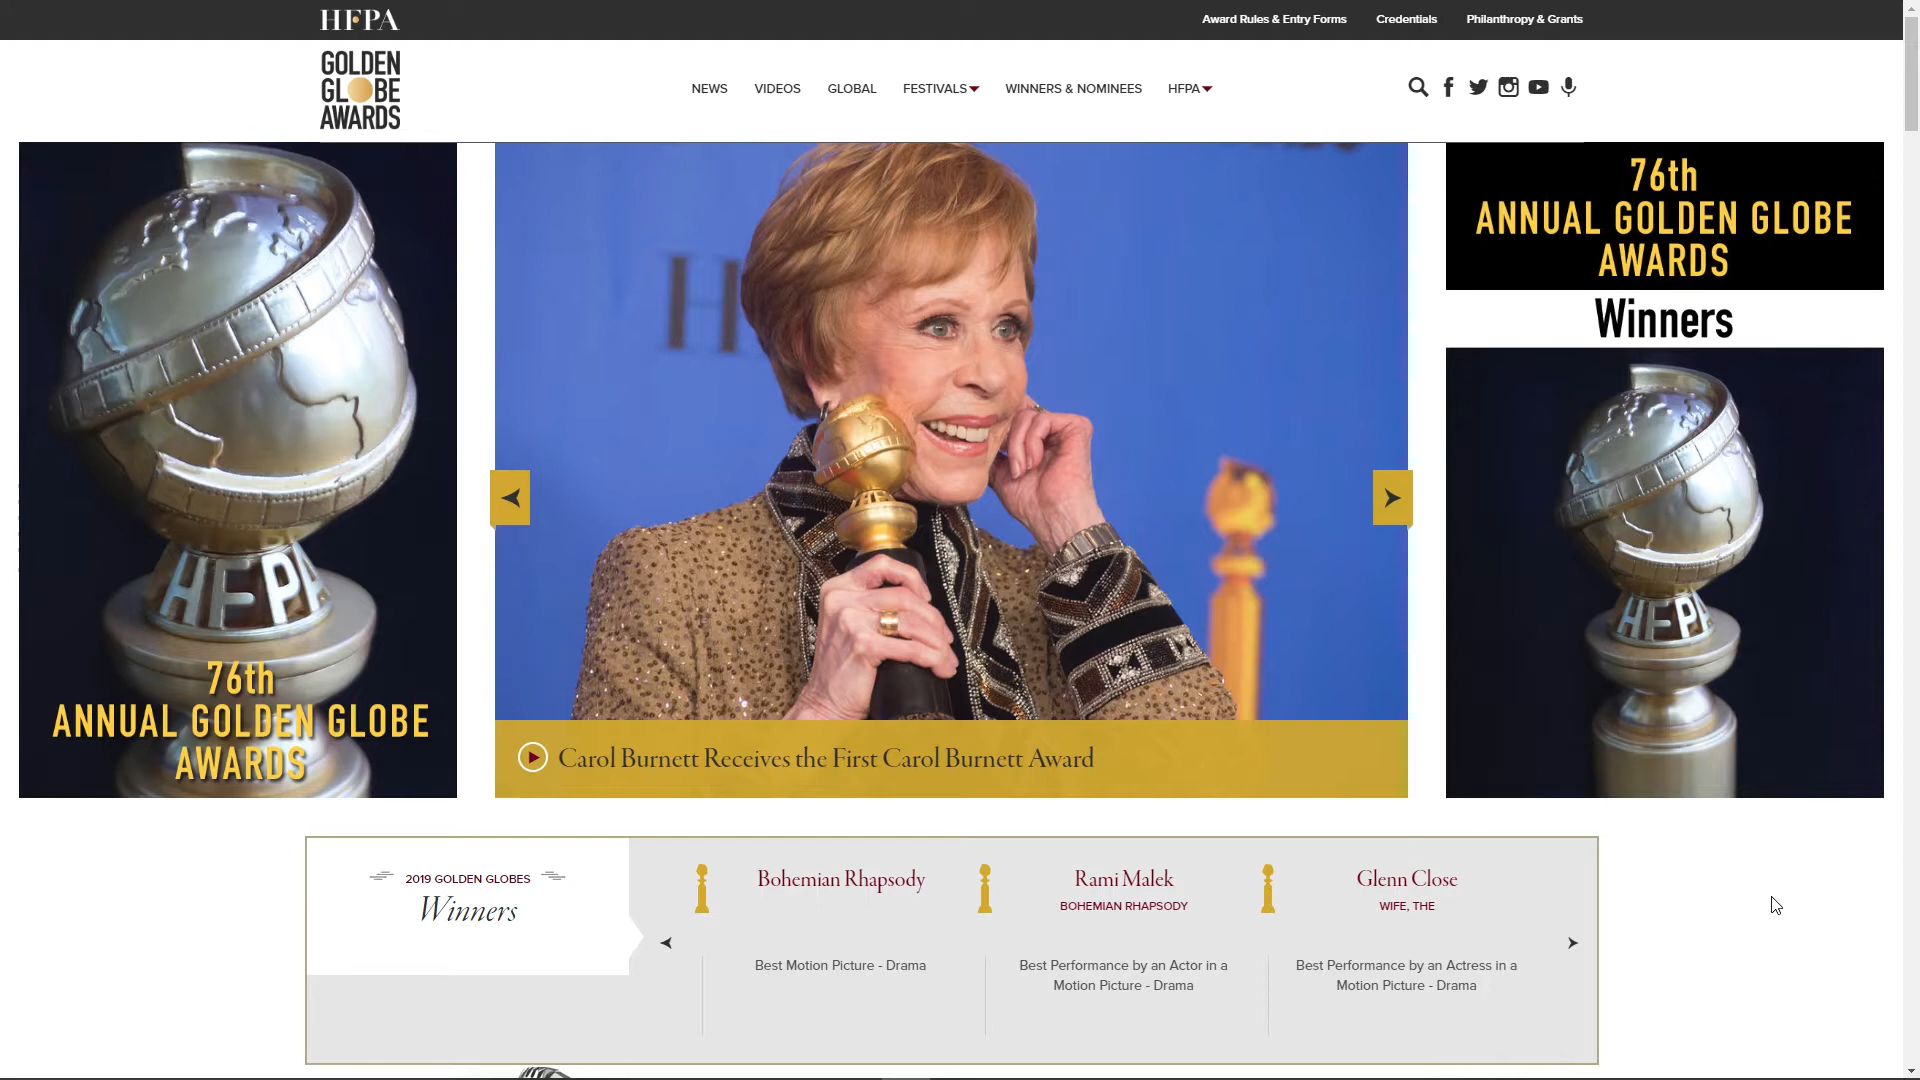 HFPA
Award Rules & Entry Forms
Credentials
Philanthropy & Grants
GOLDEN
GLOBE
AWARDS
NEWS
VIDEOS
GLOBAL
FESTIVALS
WINNERS & NOMINEES
HFPA
HFPA
76th
ANNUAL GOLDEN GLOBE
AWARDS
H
HF
Carol Burnett Receives the First Carol Burnett Award
76th
ANNUAL GOLDEN GLOBE
AWARDS
Winners
HFPA
2019 GOLDEN GLOBES
Winners
Bohemian Rhapsody
Best Motion Picture - Drama
Rami Malek
BOHEMIAN RHAPSODY
Best Performance by an Actor in a
Motion Picture - Drama
Glenn Close
WIFE, THE
Best Performance by an Actress in a
Motion Picture - Drama